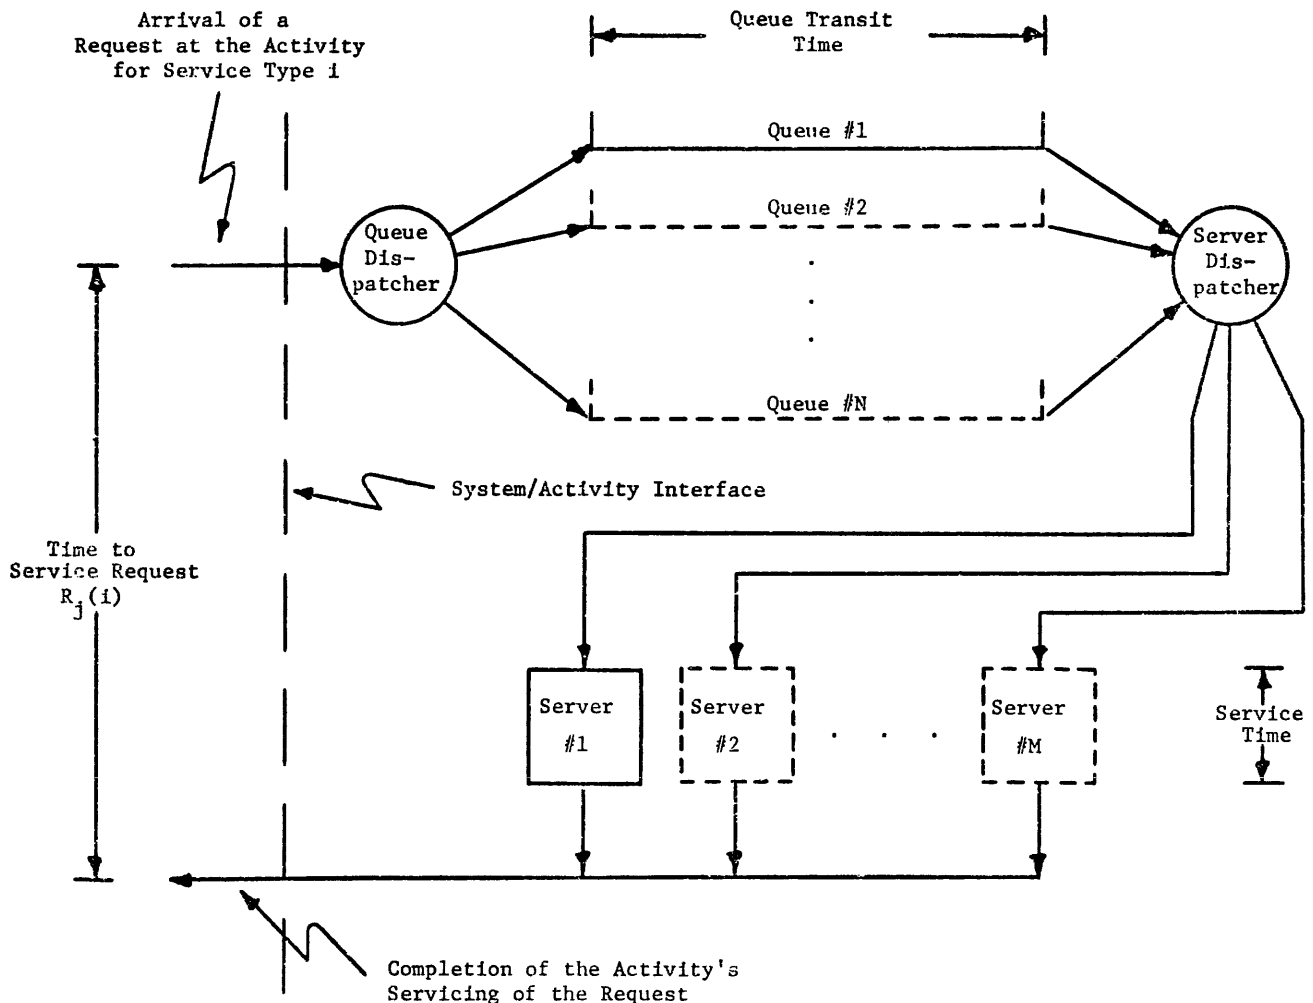 Arrival of a
Request at the Activity
for Service Type i
Queue Transit
Time
Queue #1
Queue #2
Queue
Dis-
patcher
Server
Dis-
patcher
Queue #N
System/Activity Interface
Time to
Service Request
R_j(i)
Server
#1
Server
#2
. . . .
Server
#M
Service
Time
Completion of the Activity's
Servicing of the Request